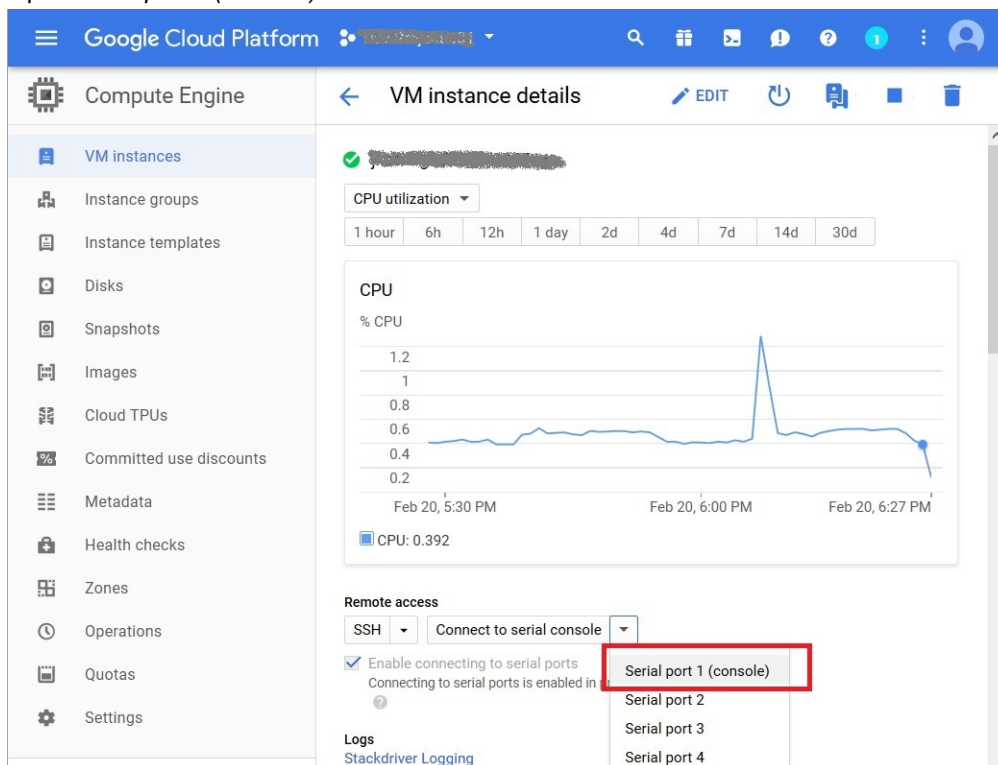 Google Cloud Platform
1
Compute Engine
VM instance details
EDIT
VM instances
Instance groups
Instance templates
Disks
Snapshots
Images
Cloud TPUs
Committed use discounts
Metadata
Health checks
Zones
Operations
Quotas
Settings
CPU utilization
1 hour 6h 12h 1 day 2d 4d 7d 14d 30d
CPU
% CPU
1.2
1
0.8
0.6
0.4
0.2
Feb 20, 5:30 PM Feb 20, 6:00 PM Feb 20, 6:27 PM
CPU: 0.392
Remote access
SSH Connect to serial console
Enable connecting to serial ports
Connecting to serial ports is enabled in
Serial port 1 (console)
Serial port 2
Serial port 3
Serial port 4
Logs
Stackdriver Logging